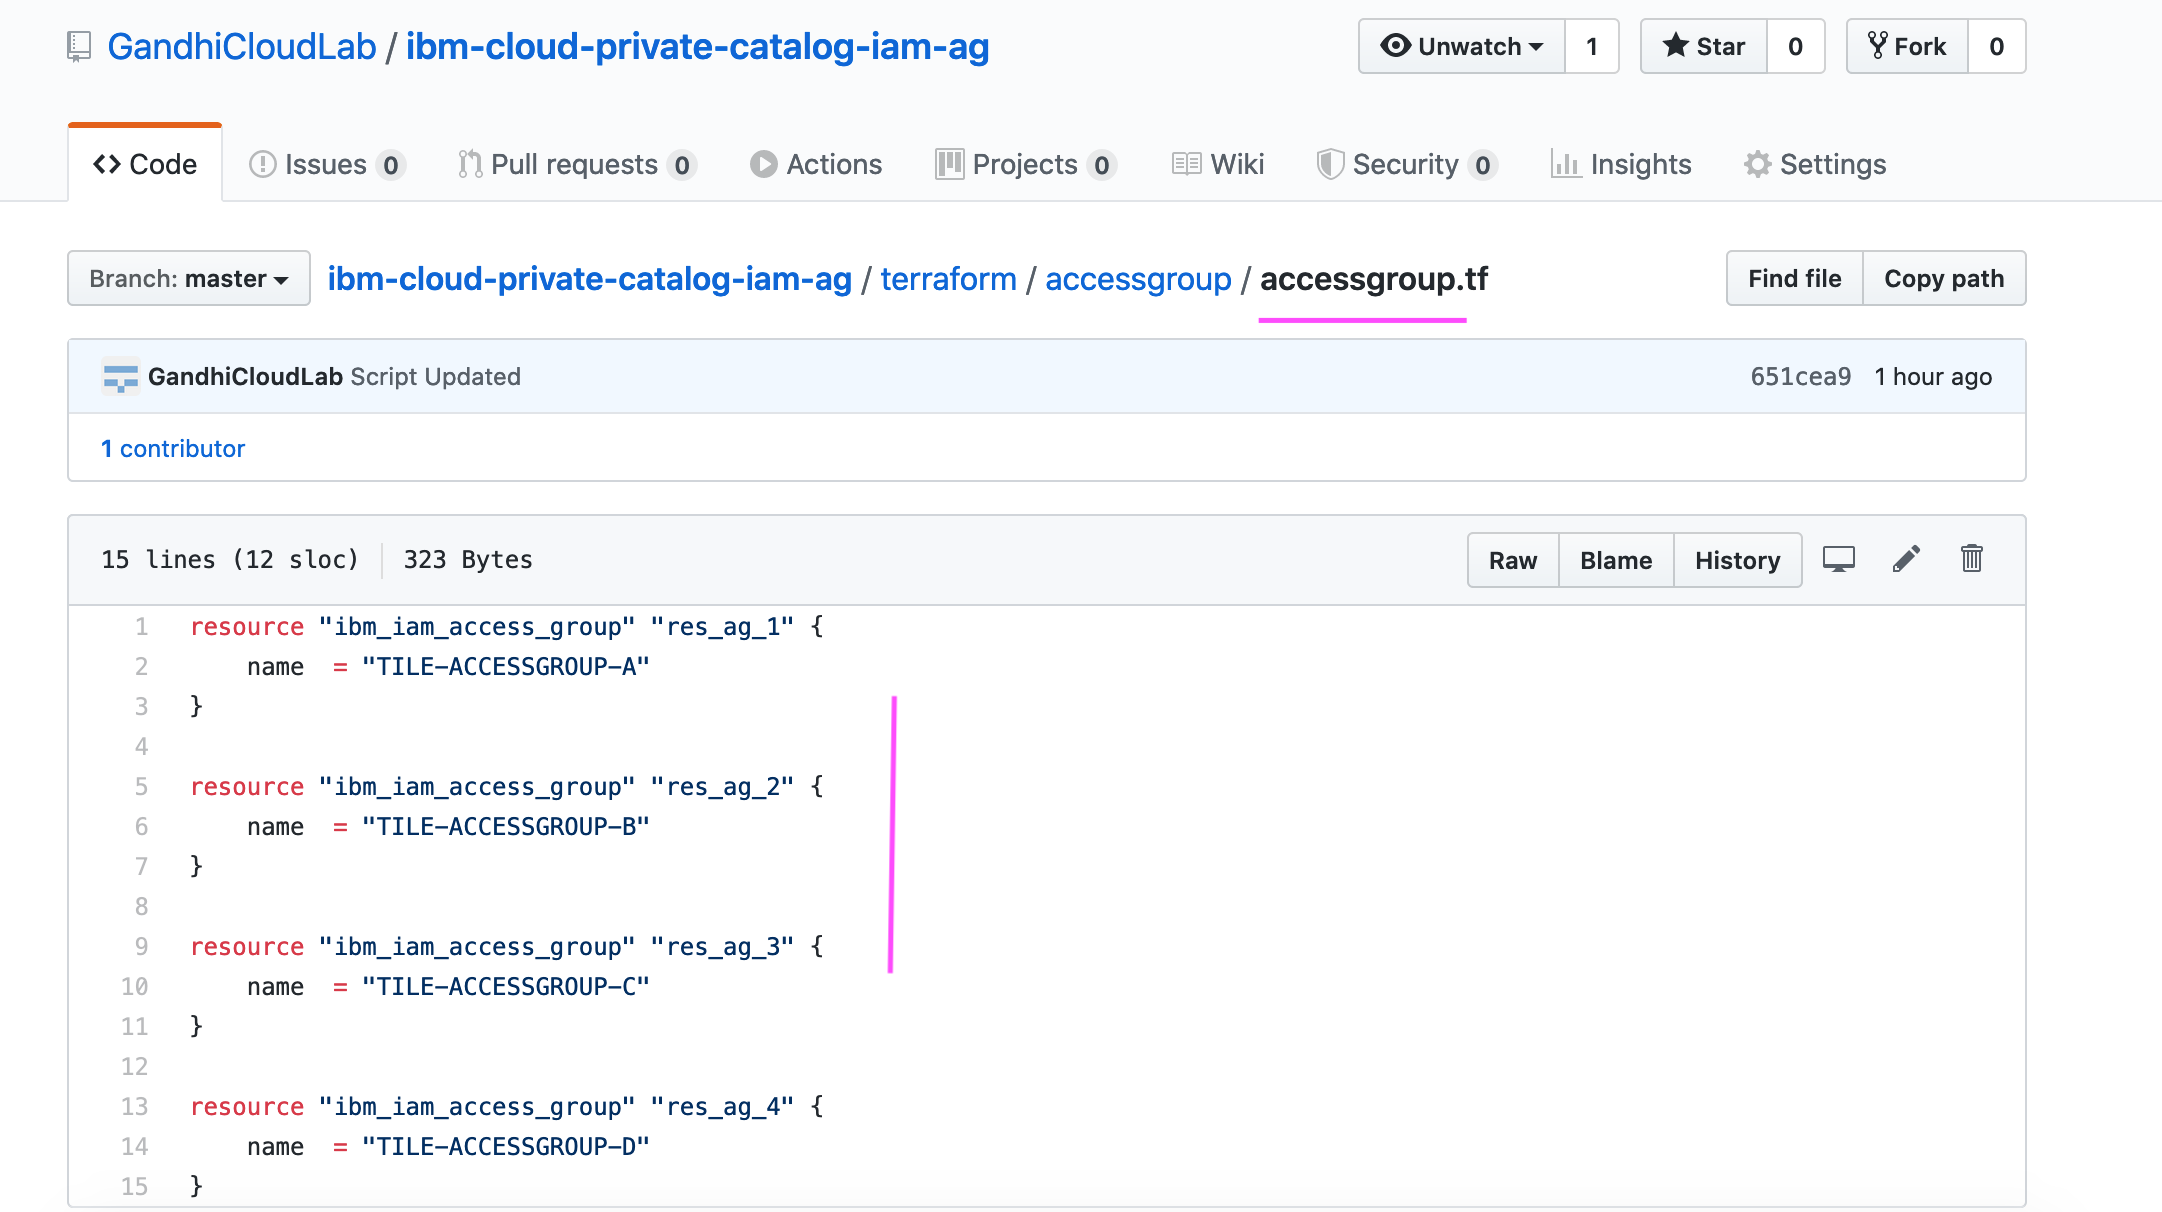 GandhiCloudLab / ibm-cloud-private-catalog-iam-ag
Unwatch 1 Star 0 Fork 0
Code Issues 0 Pull requests 0 Actions Projects 0 Wiki Security 0 Insights Settings
Branch: master ibm-cloud-private-catalog-iam-ag / terraform / accessgroup / accessgroup.tf Find file Copy path
GandhiCloudLab Script Updated 651cea9 1 hour ago
1 contributor
15 lines (12 sloc) 323 Bytes Raw Blame History
1 resource "ibm_iam_access_group" "res_ag_1" {
2 name = "TILE-ACCESSGROUP-A"
3 }
4
5 resource "ibm_iam_access_group" "res_ag_2" {
6 name = "TILE-ACCESSGROUP-B"
7 }
8
9 resource "ibm_iam_access_group" "res_ag_3" {
10 name = "TILE-ACCESSGROUP-C"
11 }
12
13 resource "ibm_iam_access_group" "res_ag_4" {
14 name = "TILE-ACCESSGROUP-D"
15 }